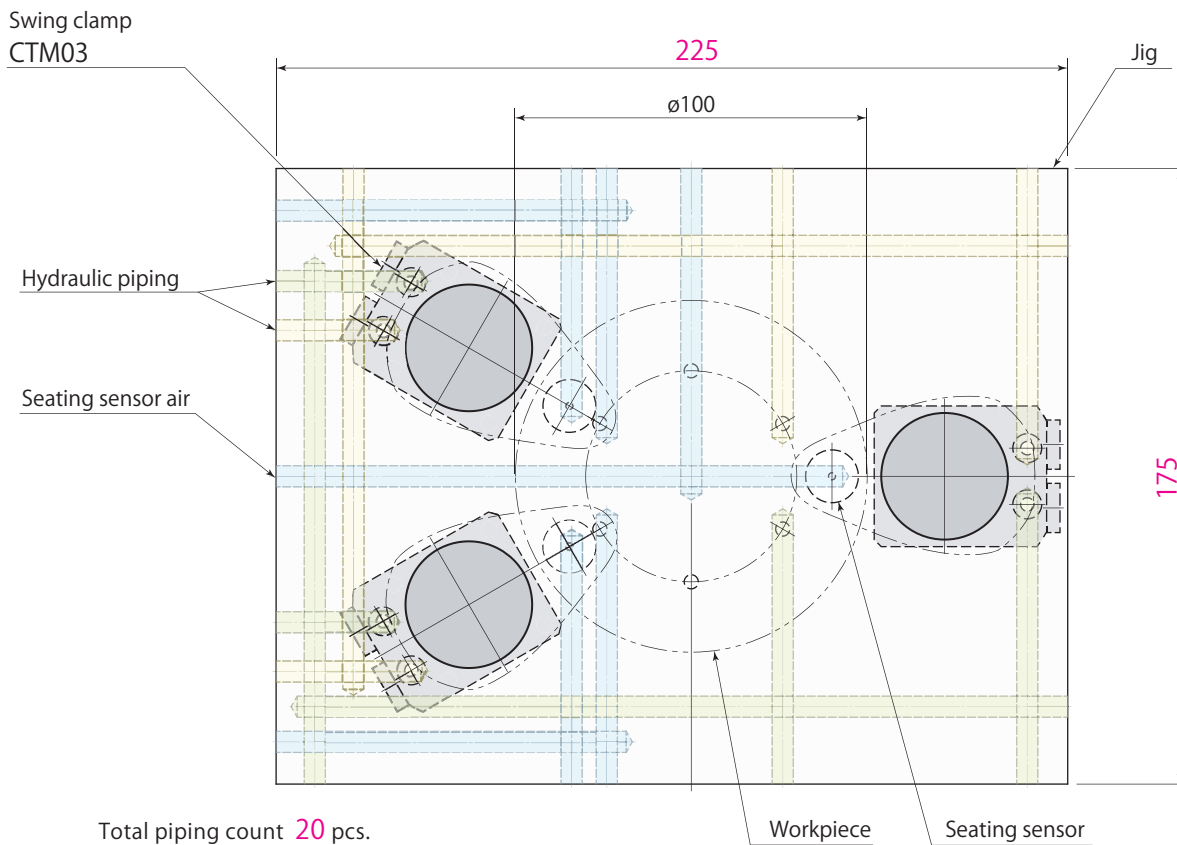 Swing clamp
CTM03
225
Jig
ø100
Hydraulic piping
Seating sensor air
175
Total piping count 20 pcs.
Workpiece
Seating sensor